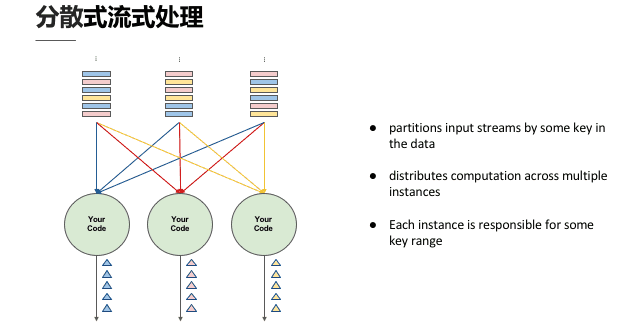 分散式流式处理
Your
Code
Your
Code
Your
Code
● partitions input streams by some key in
the data
● distributes computation across multiple
instances
● Each instance is responsible for some
key range